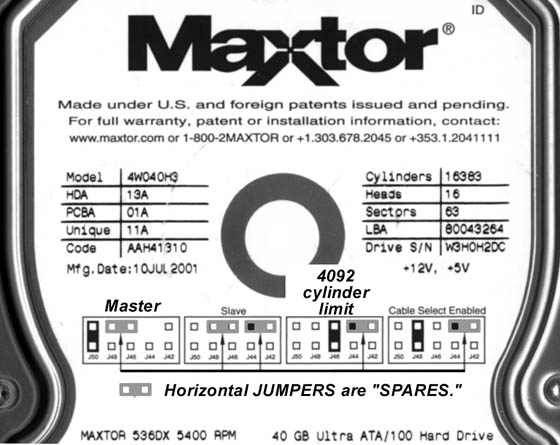 ID
Maxtor®
Made under U.S. and foreign patents issued and pending.
For full warranty, patent or installation information, contact:
www.maxtor.com or 1-800-2MAXTOR or +1.303.678.2045 or +353.1.2041111
Model 4W040H3
HDA 13A
PCBA 01A
Unique 11A
Code AAH41310
Mfg.Date:10JUL2001
Cylinders 16383
Heads 16
Sectors 63
LBA 80043264
Drive S/N W3H0H2DC
+12V, +5V
Master
Slave
4092
cylinder
limit
Cable Select Enabled
J50 J48 J46 J44 J42
J50 J48 J46 J44 J42
J50 J48 J46 J44 J42
J50 J48 J46 J44 J42
Horizontal JUMPERS are "SPARES."
MAXTOR 536DX 5400 RPM 40 GB Ultra ATA/100 Hard Drive